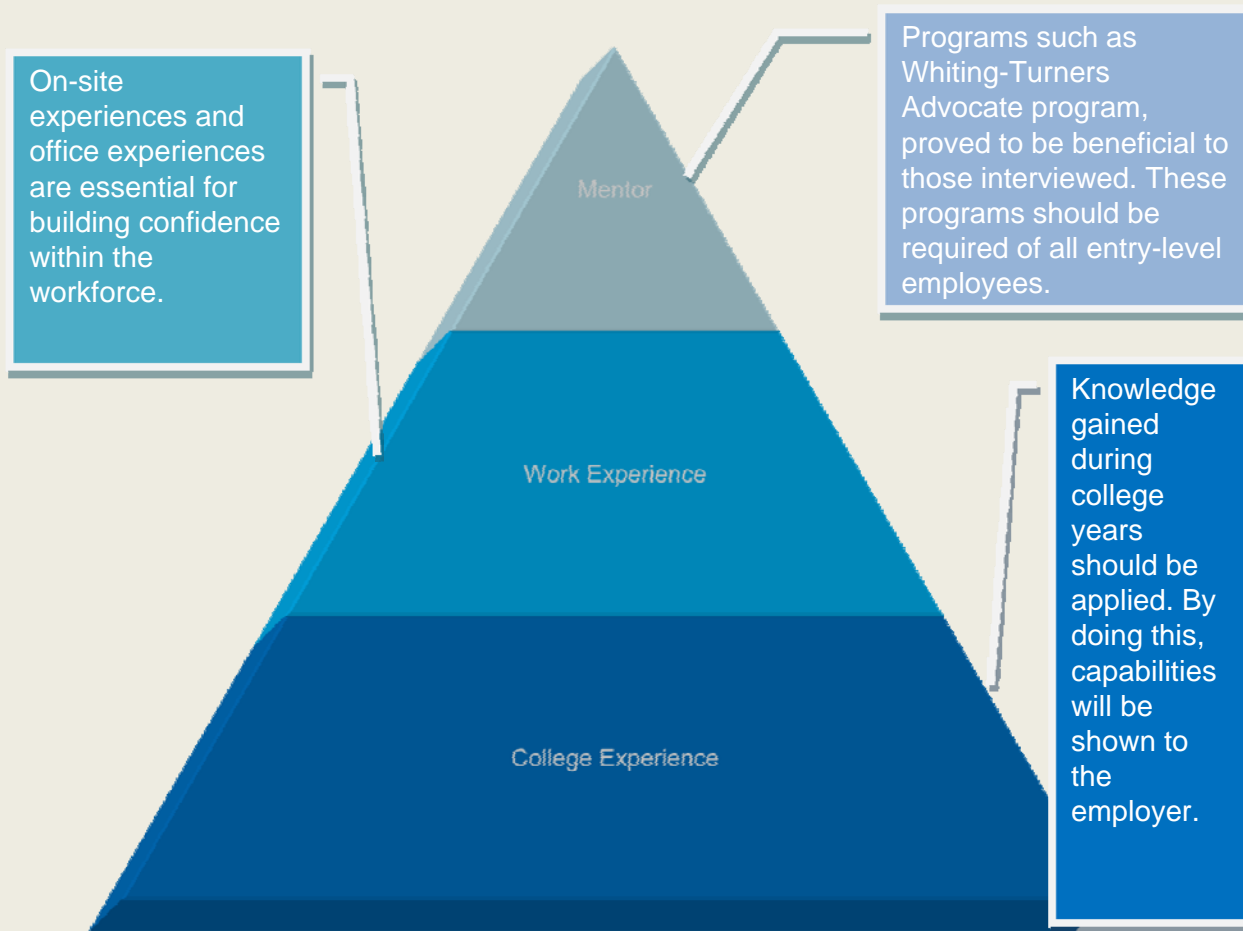 On-site
experiences and
office experiences
are essential for
building confidence
within the
workforce.
Programs such as
Whiting-Turners
Advocate program,
proved to be beneficial to
those interviewed. These
programs should be
required of all entry-level
employees.
Mentor
Work Experience
College Experience
Knowledge
gained
during
college
years
should be
applied. By
doing this,
capabilities
will be
shown to
the
employer.